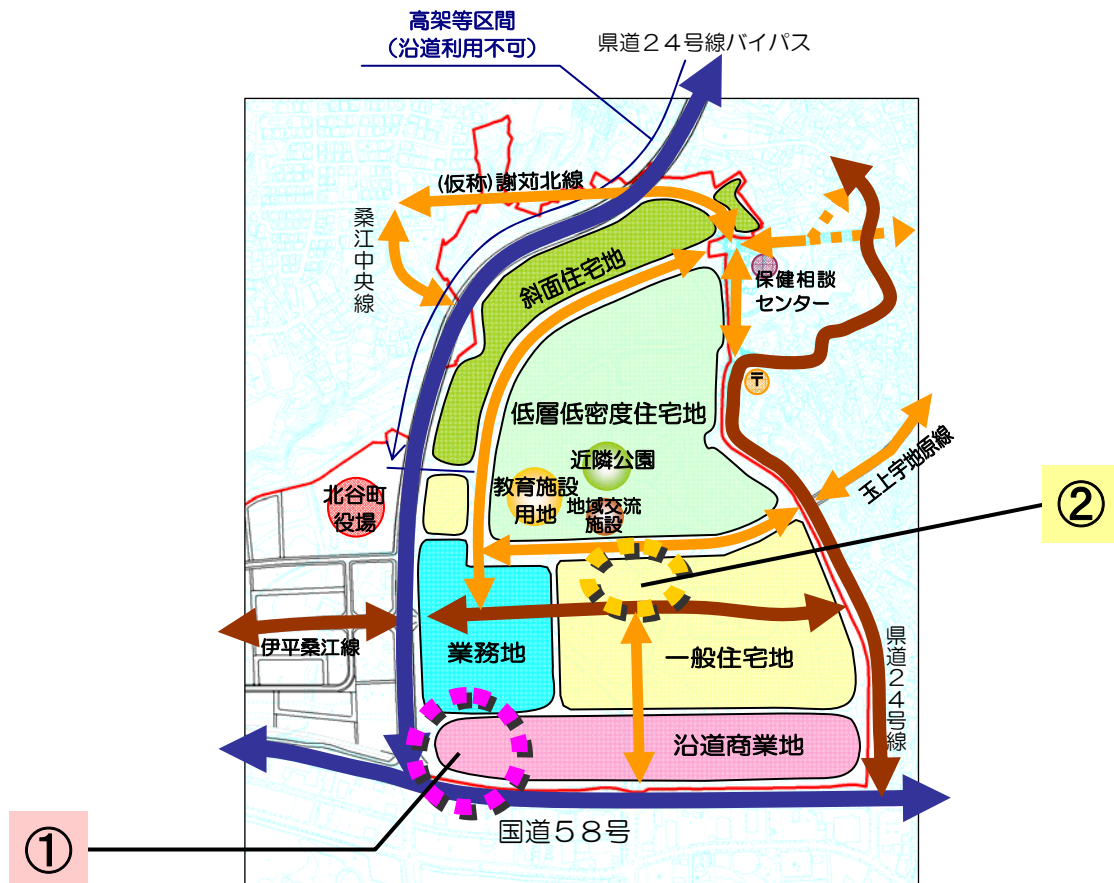 高架等区間
（沿道利用不可）
県道２４号線バイパス
(仮称)謝苅北線
桑江中央線
斜面住宅地
保健相談
センター
〒
低層低密度住宅地
近隣公園
教育施設
用地
地域交流
施設
玉上宇地原線
北谷町
役場
②
伊平桑江線
業務地
一般住宅地
県道２４号線
沿道商業地
国道５８号
①